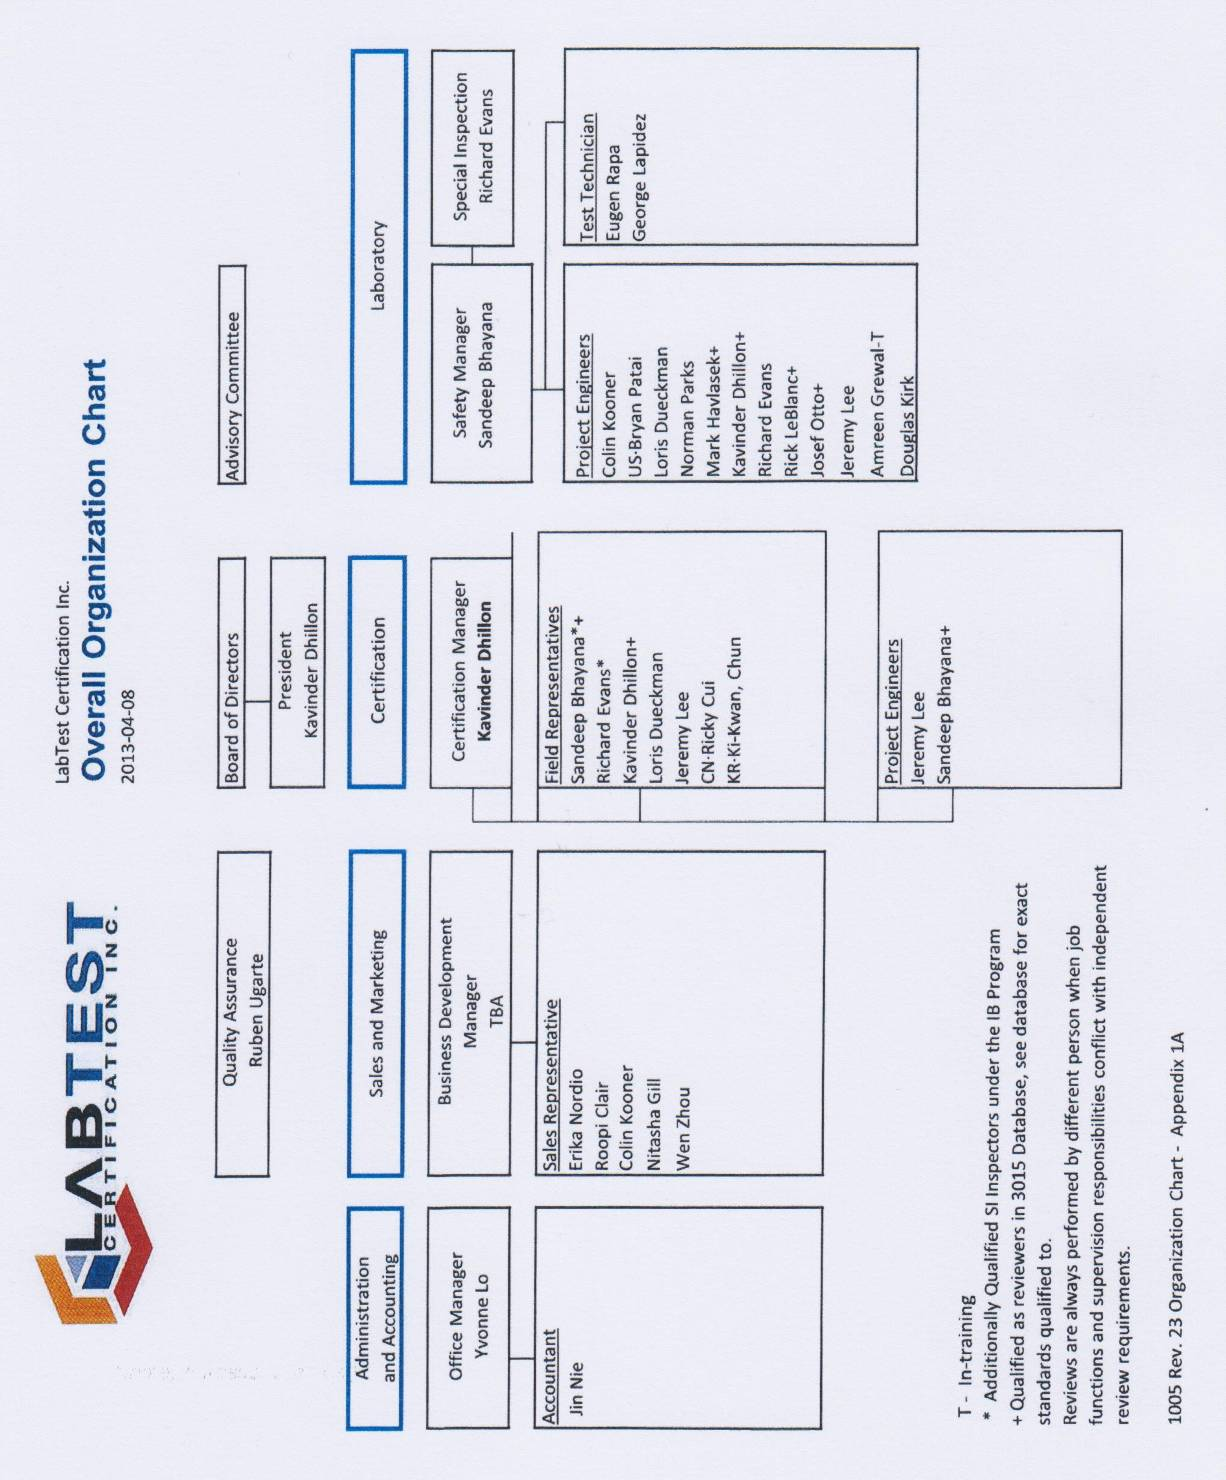 LABTEST
CERTIFICATION INC.
LabTest Certification Inc.
Overall Organization Chart
2013-04-08
Quality Assurance
Ruben Ugarte
Board of Directors
Advisory Committee
President
Kavinder Dhillon
Administration
and Accounting
Sales and Marketing
Certification
Laboratory
Office Manager
Yvonne Lo
Business Development
Manager
TBA
Certification Manager
Kavinder Dhillon
Safety Manager
Sandeep Bhayana
Special Inspection
Richard Evans
Accountant
Jin Nie
Sales Representative
Erika Nordio
Roopi Clair
Colin Kooner
Nitasha Gill
Wen Zhou
Field Representatives
Sandeep Bhayana*+
Richard Evans*
Kavinder Dhillon+
Loris Dueckman
Jeremy Lee
CN-Ricky Cui
KR-Ki-Kwan, Chun
Project Engineers
Colin Kooner
US-Bryan Patai
Loris Dueckman
Norman Parks
Mark Havlasek+
Kavinder Dhillon+
Richard Evans
Rick LeBlanc+
Josef Otto+
Jeremy Lee
Amreen Grewal-T
Douglas Kirk
Test Technician
Eugen Rapa
George Lapidez
Project Engineers
Jeremy Lee
Sandeep Bhayana+
T - In-training
* Additionally Qualified SI Inspectors under the IB Program
+ Qualified as reviewers in 3015 Database, see database for exact
standards qualified to.
Reviews are always performed by different person when job
functions and supervision responsibilities conflict with independent
review requirements.
1005 Rev. 23 Organization Chart - Appendix 1A